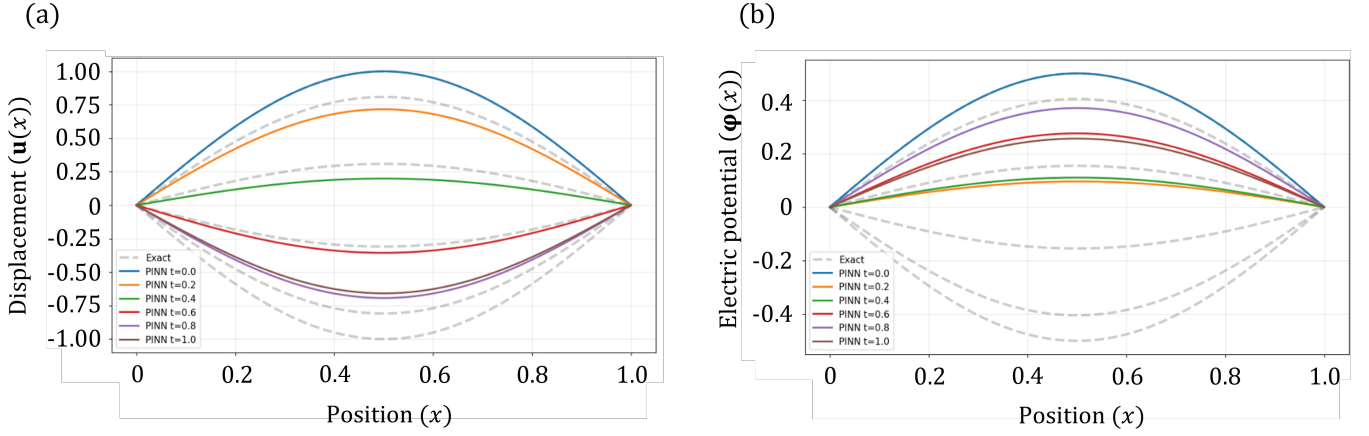 (a)
Displacement (𝐮(𝑥))
1.00
0.75
0.50
0.25
0
-0.25
-0.50
-0.75
-1.00
Exact
PINN t=0.0
PINN t=0.2
PINN t=0.4
PINN t=0.6
PINN t=0.8
PINN t=1.0
0 0.2 0.4 0.6 0.8 1.0
Position (𝑥)
(b)
Electric potential (𝛗(𝑥))
0.4
0.2
0
-0.2
-0.4
Exact
PINN t=0.0
PINN t=0.2
PINN t=0.4
PINN t=0.6
PINN t=0.8
PINN t=1.0
0 0.2 0.4 0.6 0.8 1.0
Position (𝑥)